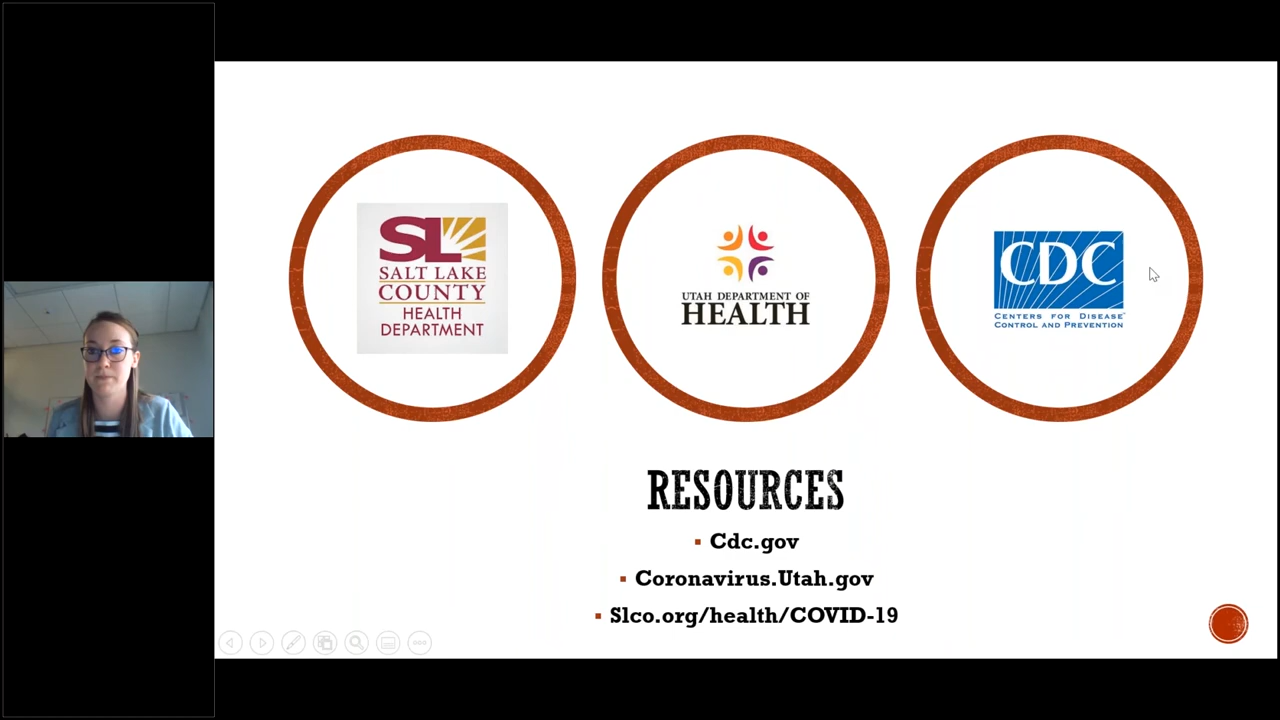 SL
SALT LAKE
COUNTY
HEALTH
DEPARTMENT
UTAH DEPARTMENT OF
HEALTH
CDC
CENTERS FOR DISEASE
CONTROL AND PREVENTION
RESOURCES
Cdc.gov
Coronavirus.Utah.gov
Slco.org/health/COVID-19